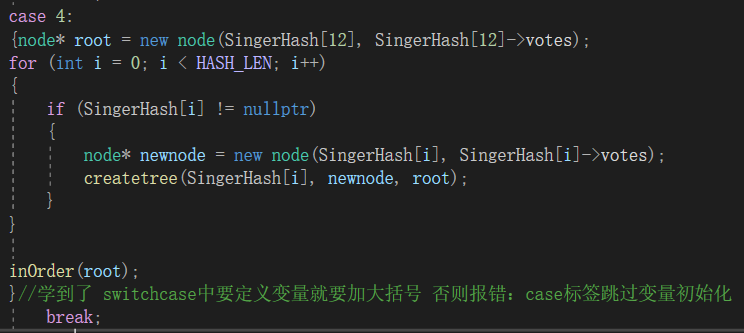 case 4:
{node* root = new node(SingerHash[12], SingerHash[12]->votes);
for (int i = 0; i < HASH_LEN; i++)
{
if (SingerHash[i] != nullptr)
{
node* newnode = new node(SingerHash[i], SingerHash[i]->votes);
createtree(SingerHash[i], newnode, root);
}
}
inOrder(root);
}//学到了 switchcase中要定义变量就要加大括号 否则报错：case标签跳过变量初始化
break;